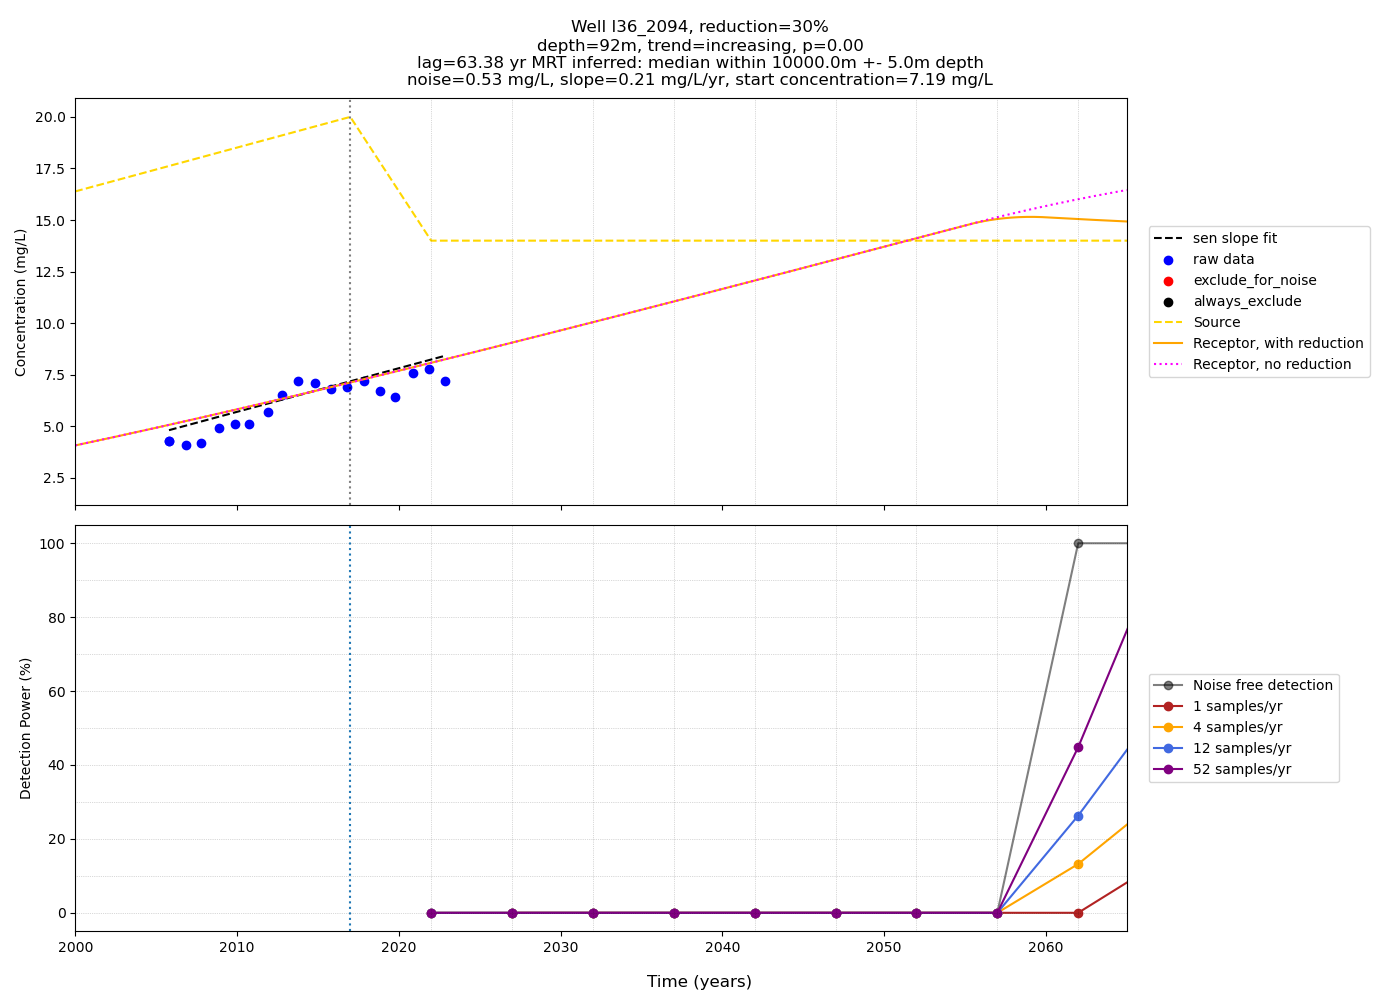 Well l36_2094, reduction=30%
depth=92m, trend=increasing, p=0.00
lag=63.38 yr MRT inferred: median within 10000.0m +- 5.0m depth
noise=0.53 mg/L, slope=0.21 mg/L/yr, start concentration=7.19 mg/L
20.0
17.5
15.0
12.5
10.0
7.5
5.0
2.5
Concentration (mg/L)
sen slope fit
raw data
exclude_for_noise
always_exclude
Source
Receptor, with reduction
Receptor, no reduction
100
80
60
40
20
0
Detection Power (%)
Noise free detection
1 samples/yr
4 samples/yr
12 samples/yr
52 samples/yr
2000 2010 2020 2030 2040 2050 2060
Time (years)